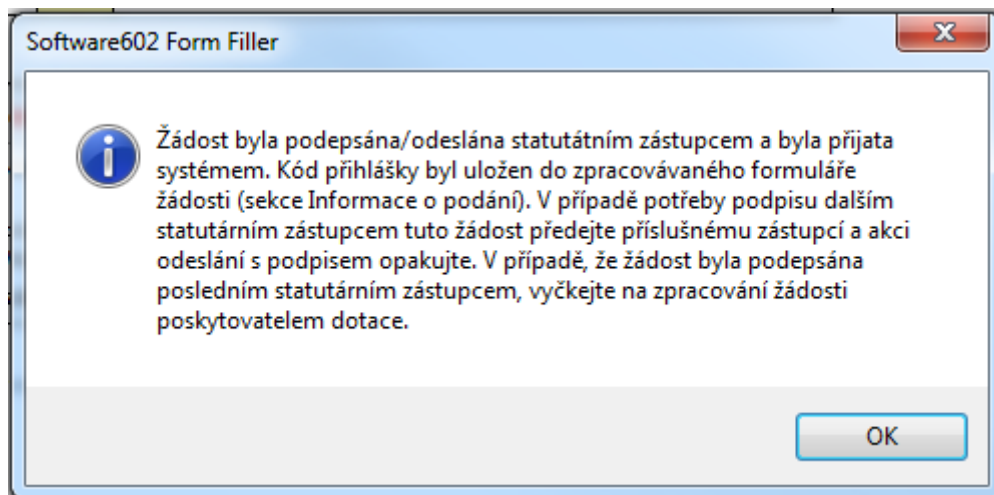 Software602 Form Filler
Žádost byla podepsána/odeslána statutátním zástupcem a byla přijata
systémem. Kód přihlášky byl uložen do zpracovávaného formuláře
žádosti (sekce Informace o podání). V případě potřeby podpisu dalším
statutárním zástupcem tuto žádost předejte příslušnému zástupcí a akci
odeslání s podpisem opakujte. V případě, že žádost byla podepsána
posledním statutárním zástupcem, vyčkejte na zpracování žádosti
poskytovatelem dotace.
OK